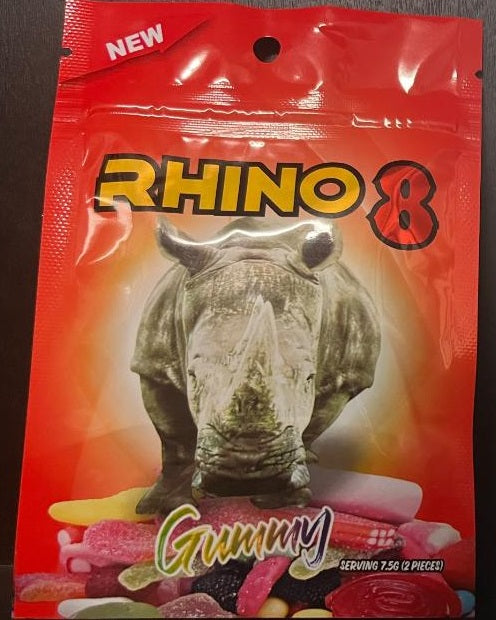 NEW
RHINO 8
Gummy
SERVING 7.5G (2 PIECES)